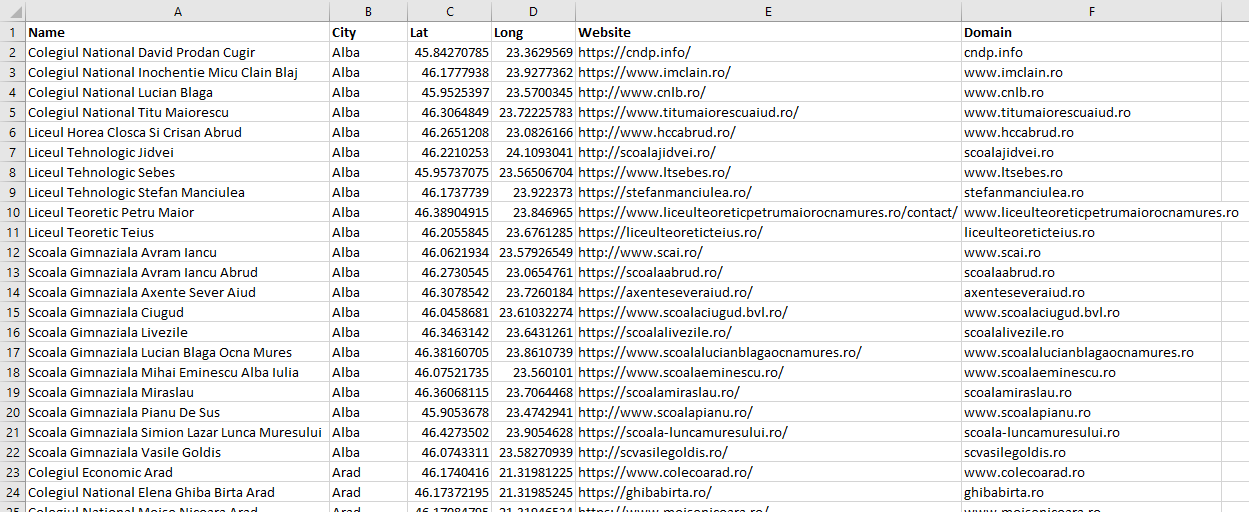 A B C D E F
1 Name City Lat Long Website Domain
2 Colegiul National David Prodan Cugir Alba 45.84270785 23.3629569 https://cndp.info/ cndp.info
3 Colegiul National Inochentie Micu Clain Blaj Alba 46.1777938 23.9277362 https://www.imclain.ro/ www.imclain.ro
4 Colegiul National Lucian Blaga Alba 45.9525397 23.5700345 http://www.cnlb.ro/ www.cnlb.ro
5 Colegiul National Titu Maiorescu Alba 46.3064849 23.72225783 https://www.titumaiorescuaiud.ro/ www.titumaiorescuaiud.ro
6 Liceul Horea Closca Si Crisan Abrud Alba 46.2651208 23.0826166 http://www.hccabrud.ro/ www.hccabrud.ro
7 Liceul Tehnologic Jidvei Alba 46.2210253 24.1093041 http://scoalajidvei.ro/ scoalajidvei.ro
8 Liceul Tehnologic Sebes Alba 45.95737075 23.56506704 http://www.ltsebes.ro/ www.ltsebes.ro
9 Liceul Tehnologic Stefan Manciulea Alba 46.1737739 23.922373 https://stefanmanciulea.ro/ stefanmanciulea.ro
10 Liceul Teoretic Petru Maior Alba 46.38904915 23.846965 https://www.liceulteoreticpetrumaiorocnamures.ro/contact/ www.liceulteoreticpetrumaiorocnamures.ro
11 Liceul Teoretic Teius Alba 46.2055845 23.6761285 https://liceulteoreticteius.ro/ liceulteoreticteius.ro
12 Scoala Gimnaziala Avram Iancu Alba 46.0621934 23.57926549 http://www.scai.ro/ www.scai.ro
13 Scoala Gimnaziala Avram Iancu Abrud Alba 46.2730545 23.0654761 https://scoalaabrud.ro/ scoalaabrud.ro
14 Scoala Gimnaziala Axente Sever Aiud Alba 46.3078542 23.7260184 https://axenteseveraiud.ro/ axenteseveraiud.ro
15 Scoala Gimnaziala Ciugud Alba 46.0458681 23.61032274 https://www.scoalaciugud.bvl.ro/ www.scoalaciugud.bvl.ro
16 Scoala Gimnaziala Livezile Alba 46.3463142 23.6431261 https://scoalalivezile.ro/ scoalalivezile.ro
17 Scoala Gimnaziala Lucian Blaga Ocna Mures Alba 46.38160705 23.8610739 https://www.scoalalucianblagaocnamures.ro/ www.scoalalucianblagaocnamures.ro
18 Scoala Gimnaziala Mihai Eminescu Alba Iulia Alba 46.07521735 23.560101 https://www.scoalaeminescu.ro/ www.scoalaeminescu.ro
19 Scoala Gimnaziala Miraslau Alba 46.36068115 23.7064468 https://scoalamiraslau.ro/ scoalamiraslau.ro
20 Scoala Gimnaziala Pianu De Sus Alba 45.9053678 23.4742941 http://www.scoalapianu.ro/ www.scoalapianu.ro
21 Scoala Gimnaziala Simion Lazar Lunca Muresului Alba 46.4273502 23.9054628 https://scoala-luncamuresului.ro/ scoala-luncamuresului.ro
22 Scoala Gimnaziala Vasile Goldis Alba 46.0743311 23.58270939 http://scvasilegoldis.ro/ scvasilegoldis.ro
23 Colegiul Economic Arad Arad 46.1740416 21.31981225 https://www.colecoarad.ro/ www.colecoarad.ro
24 Colegiul National Elena Ghiba Birta Arad Arad 46.17372195 21.31985245 https://ghibabirta.ro/ ghibabirta.ro